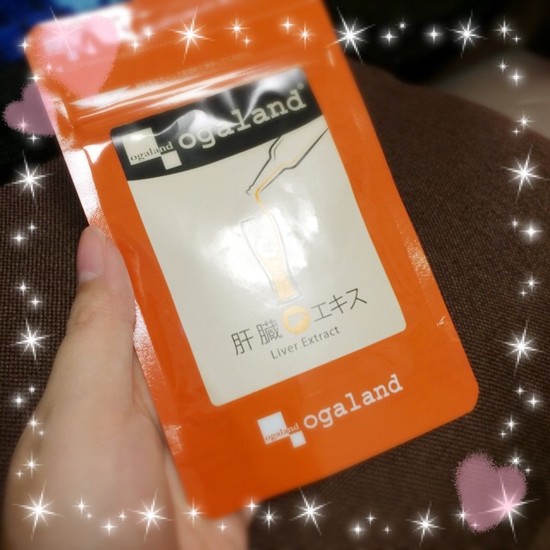 ogaland ogaland®
肝臓エキス
Liver Extract
ogaland ogaland